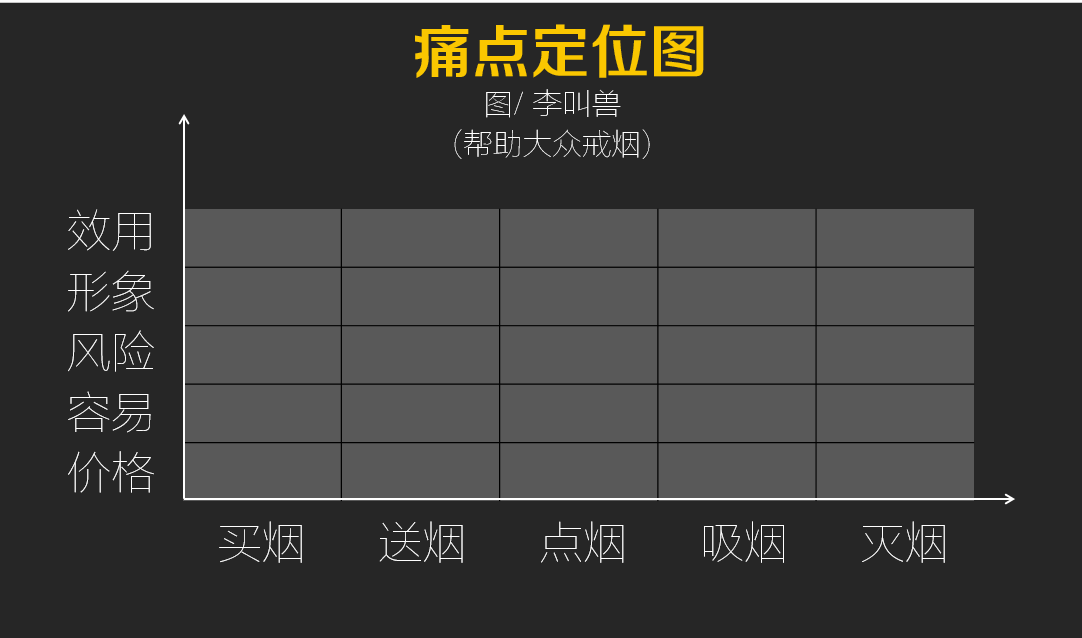 痛点定位图
图/ 李叫兽
（帮助大众戒烟）
效用
形象
风险
容易
价格
买烟 送烟 点烟 吸烟 灭烟